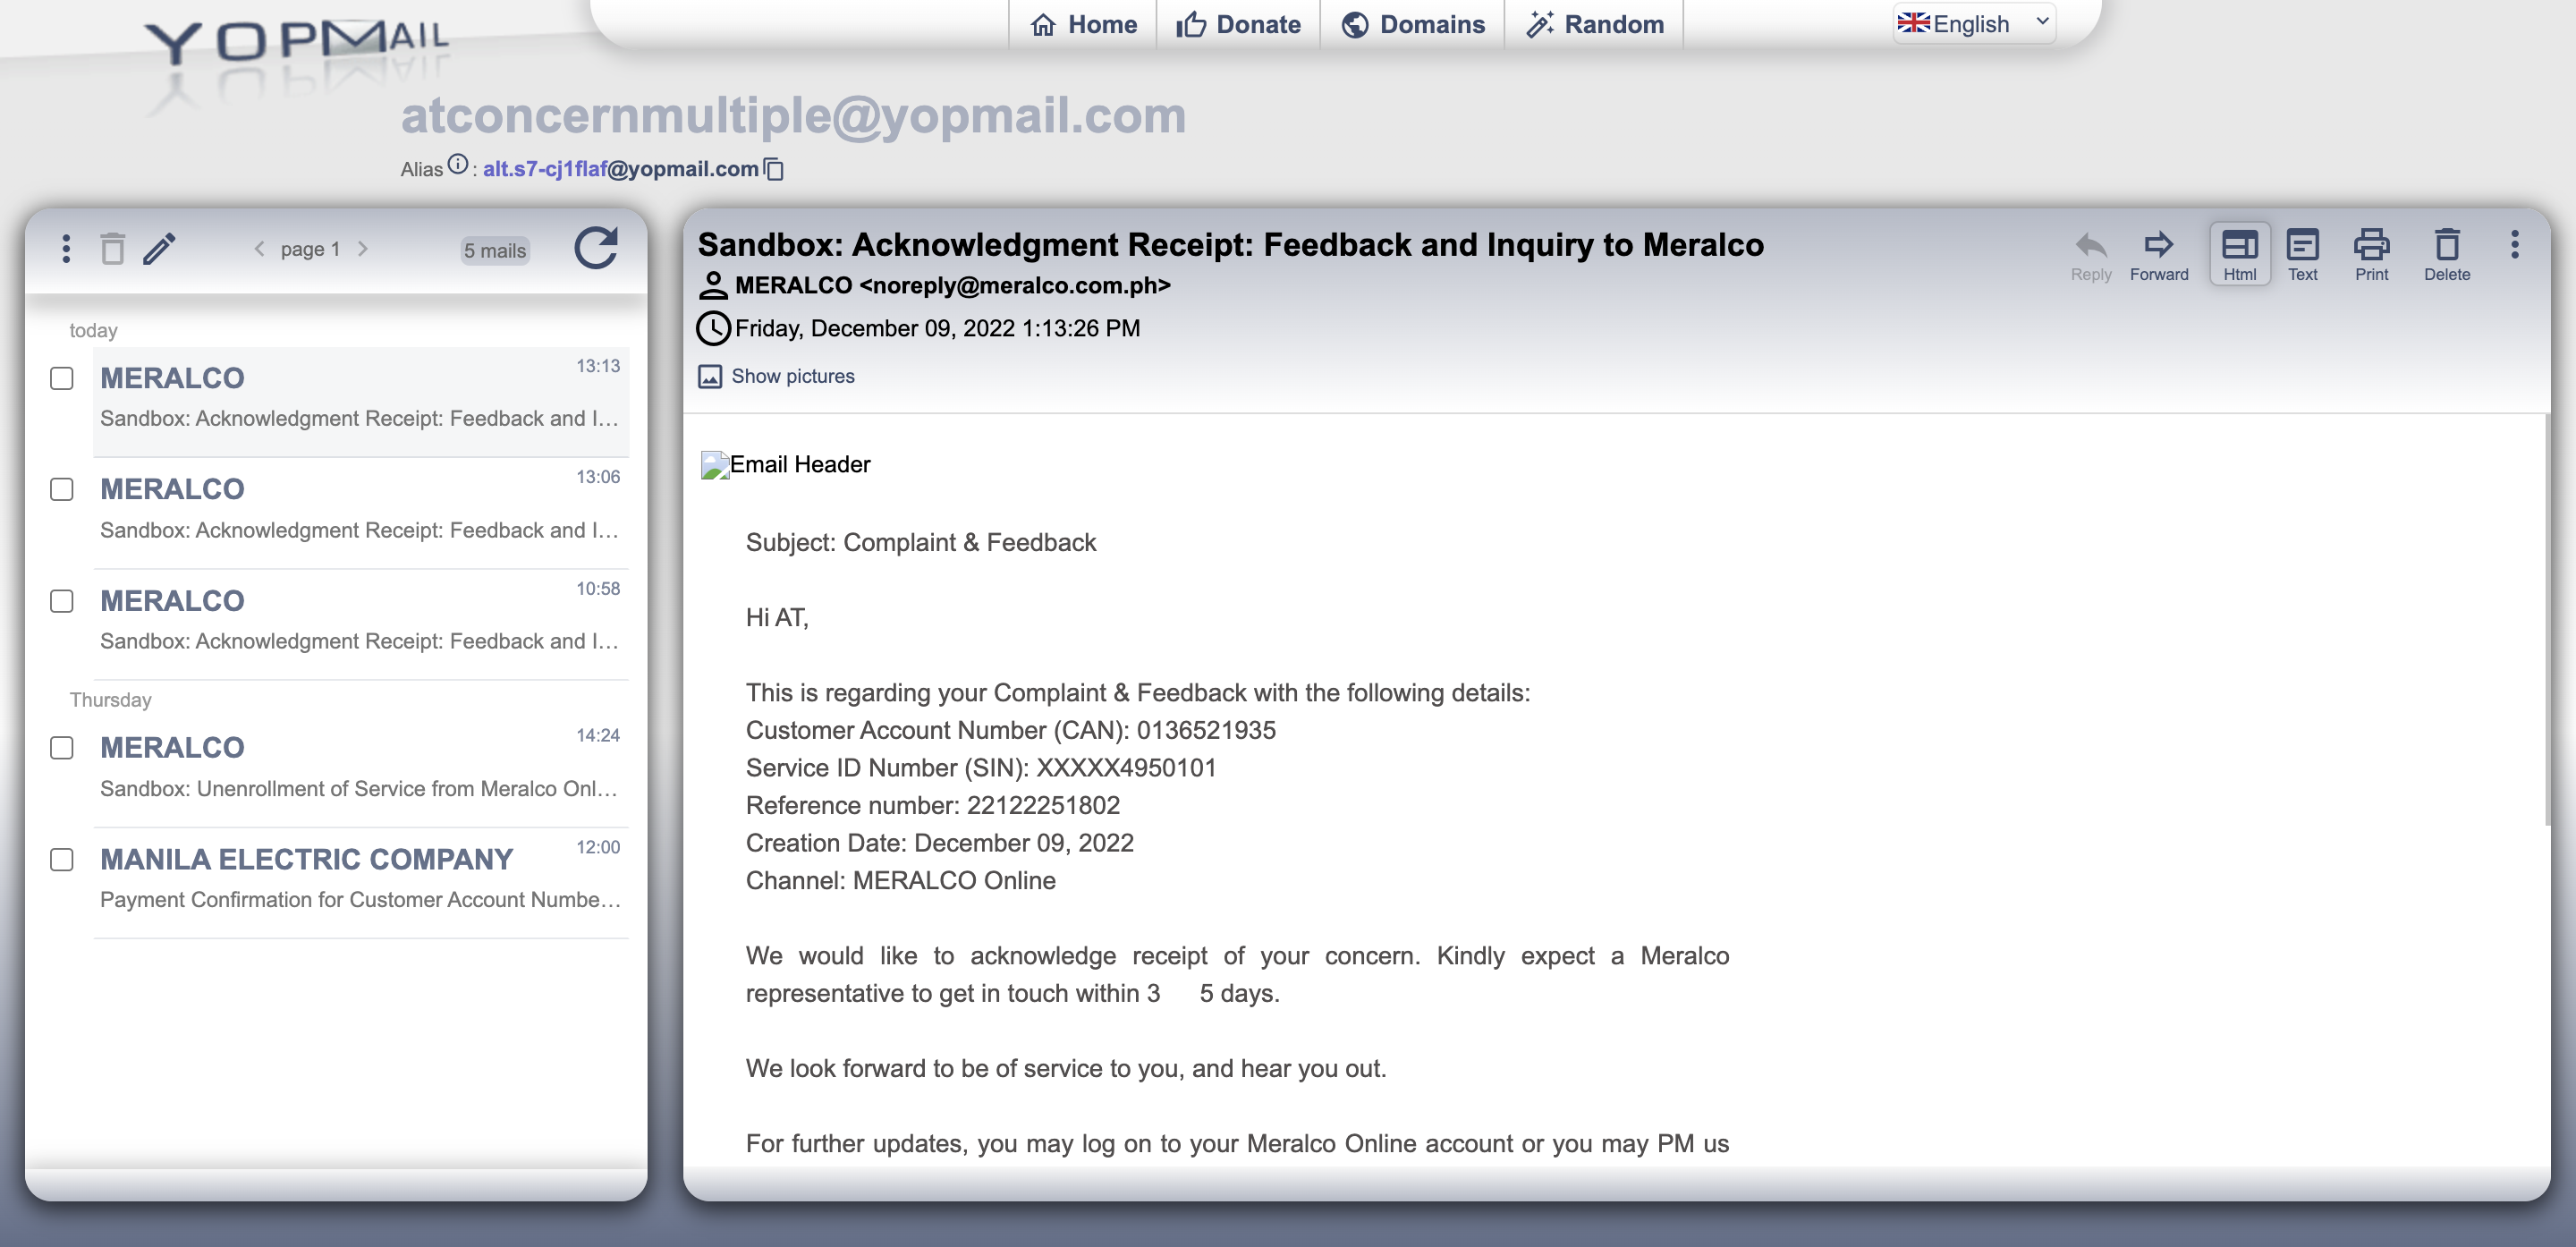 YOPMAIL
Home
Donate
Domains
Random
English
atconcernmultiple@yopmail.com
Alias : alt.s7-cj1flaf@yopmail.com
page 1
5 mails
today
MERALCO
13:13
Sandbox: Acknowledgment Receipt: Feedback and I...
MERALCO
13:06
Sandbox: Acknowledgment Receipt: Feedback and I...
MERALCO
10:58
Sandbox: Acknowledgment Receipt: Feedback and I...
Thursday
MERALCO
14:24
Sandbox: Unenrollment of Service from Meralco Onl...
MANILA ELECTRIC COMPANY
12:00
Payment Confirmation for Customer Account Numbe...
Sandbox: Acknowledgment Receipt: Feedback and Inquiry to Meralco
MERALCO <noreply@meralco.com.ph>
Friday, December 09, 2022 1:13:26 PM
Show pictures
Reply
Forward
Html
Text
Print
Delete
Email Header
Subject: Complaint & Feedback
Hi AT,
This is regarding your Complaint & Feedback with the following details:
Customer Account Number (CAN): 0136521935
Service ID Number (SIN): XXXXX4950101
Reference number: 22122251802
Creation Date: December 09, 2022
Channel: MERALCO Online
We would like to acknowledge receipt of your concern. Kindly expect a Meralco
representative to get in touch within 3 5 days.
We look forward to be of service to you, and hear you out.
For further updates, you may log on to your Meralco Online account or you may PM us